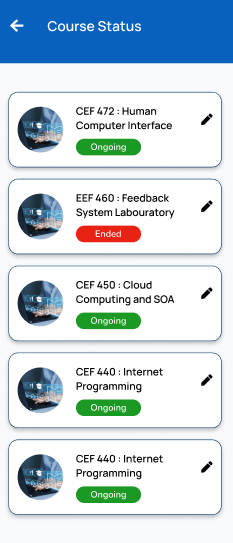 Course Status
CEF 472 : Human
Computer Interface
Ongoing
EEF 460 : Feedback
System Labouratory
Ended
CEF 450 : Cloud
Computing and SOA
Ongoing
CEF 440 : Internet
Programming
Ongoing
CEF 440 : Internet
Programming
Ongoing